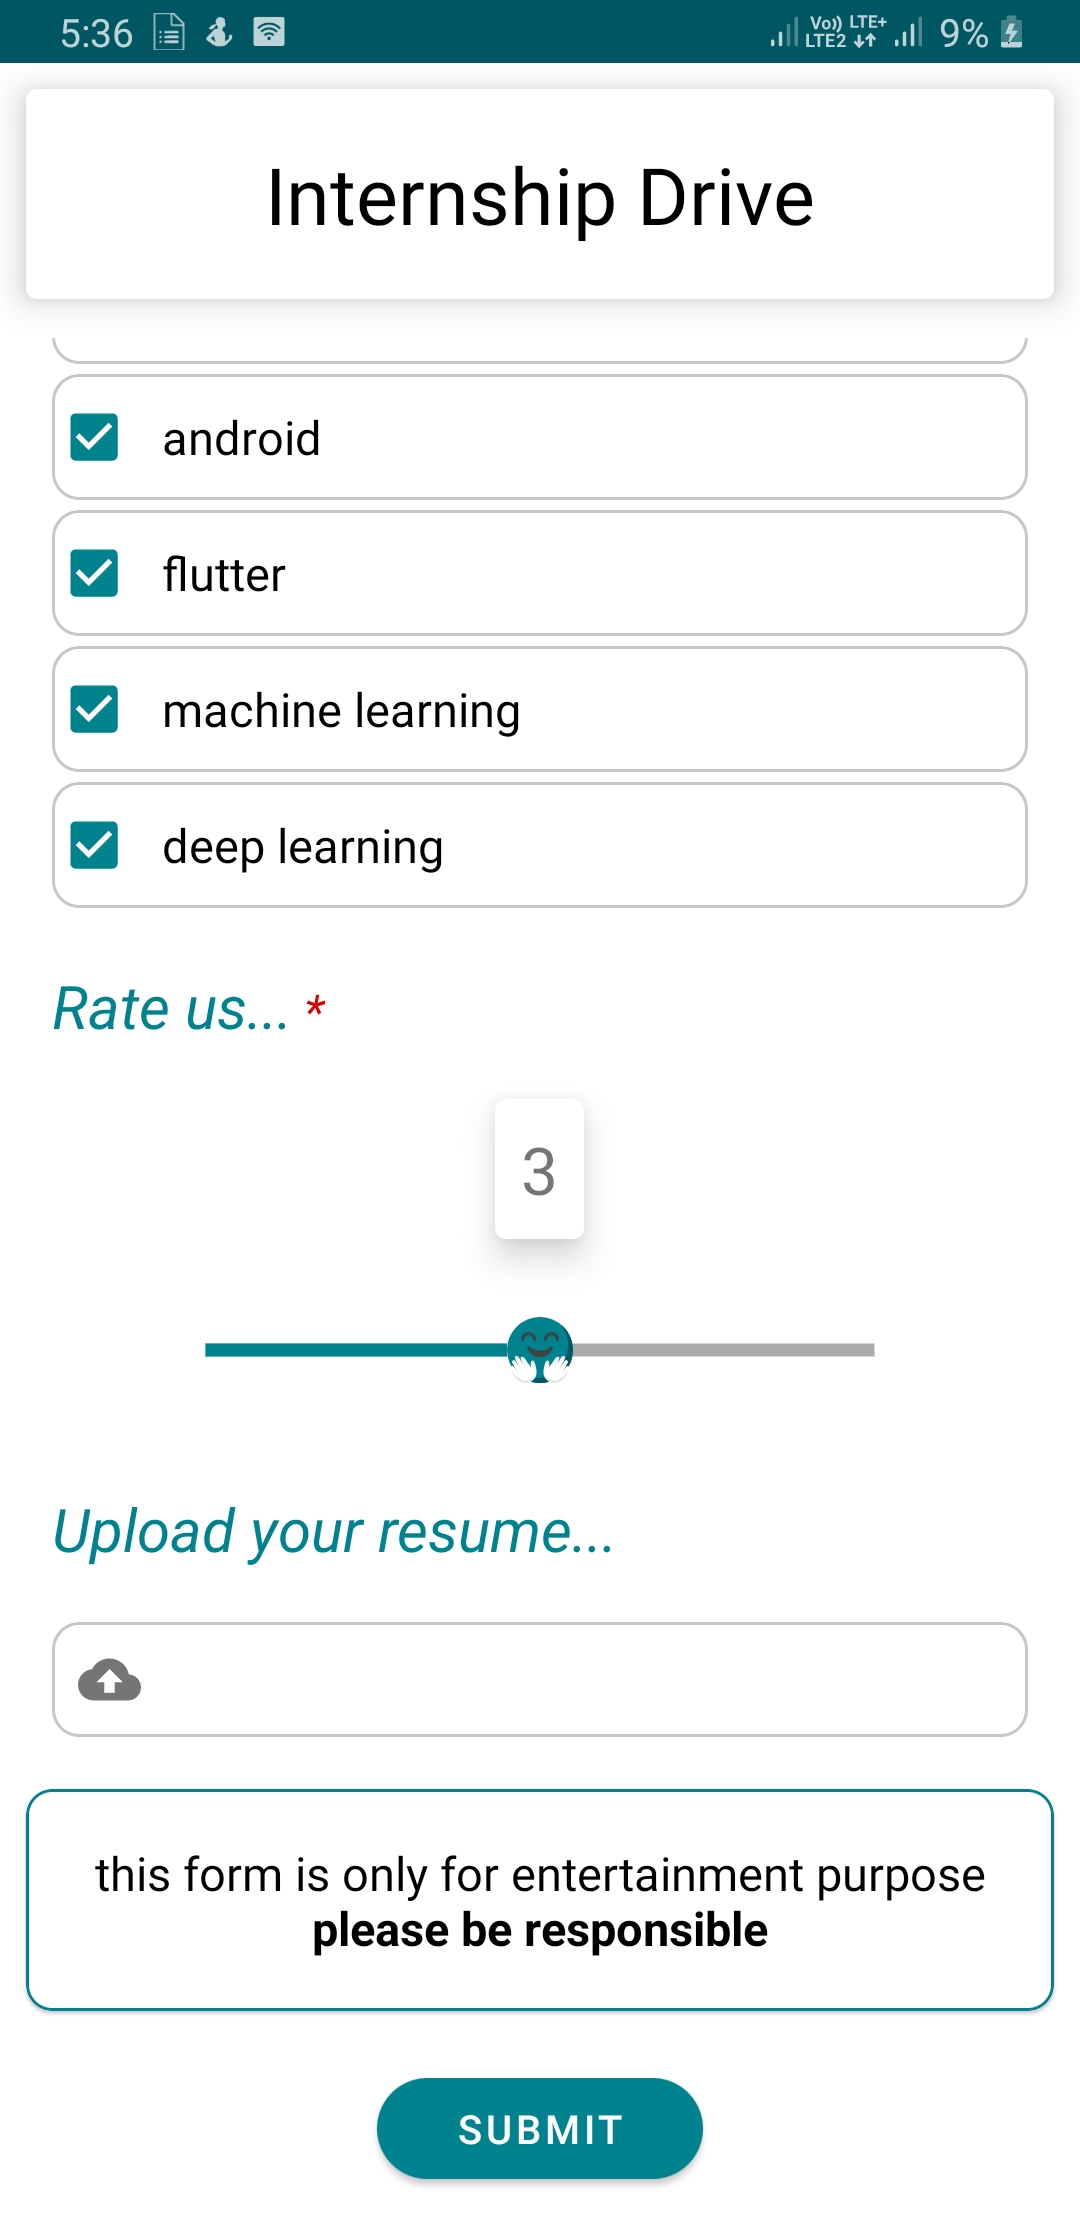 5:36
Vo)) LTE+
LTE2
9%
Internship Drive
android
flutter
machine learning
deep learning
Rate us... *
3
Upload your resume...
this form is only for entertainment purpose
please be responsible
SUBMIT